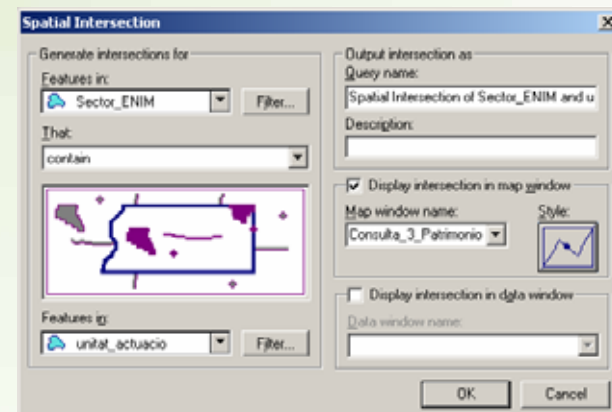 Spatial Intersection
Generate intersections for
Features in:
Sector_ENIM
Filter...
That:
contain
Features in:
unitat_actuacio
Filter...
Output intersection as
Query name:
Spatial Intersection of Sector_ENIM and u
Description:
Display intersection in map window
Map window name:
Style:
Consulta_3_Patrimonio
Display intersection in data window
Data window name:
OK
Cancel